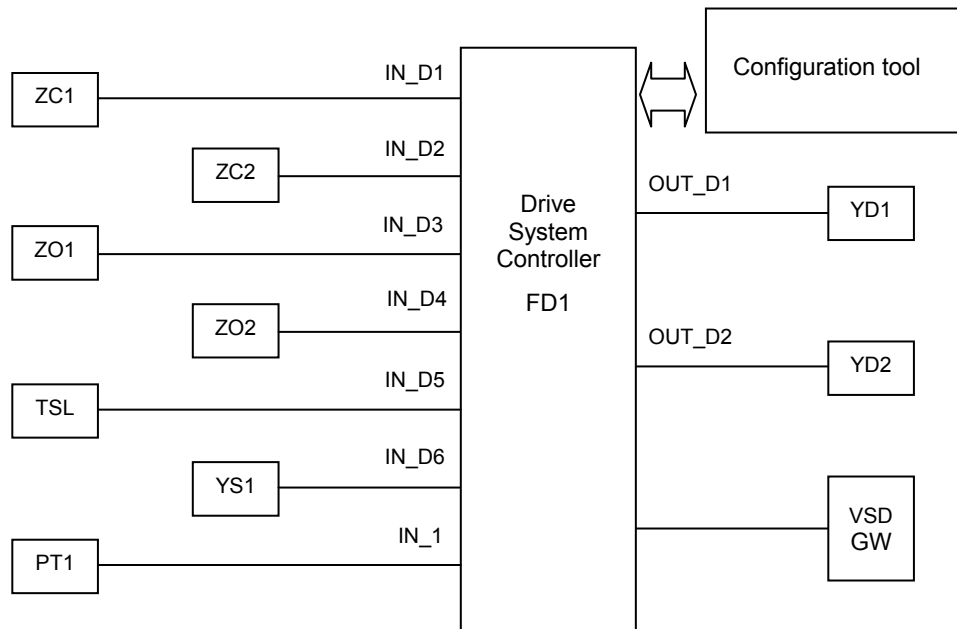 IN_D1
ZC1
IN_D2
ZC2
IN_D3
ZO1
IN_D4
ZO2
IN_D5
TSL
IN_D6
YS1
IN_1
PT1
Drive
System
Controller
FD1
Configuration tool
OUT_D1
YD1
OUT_D2
YD2
VSD
GW